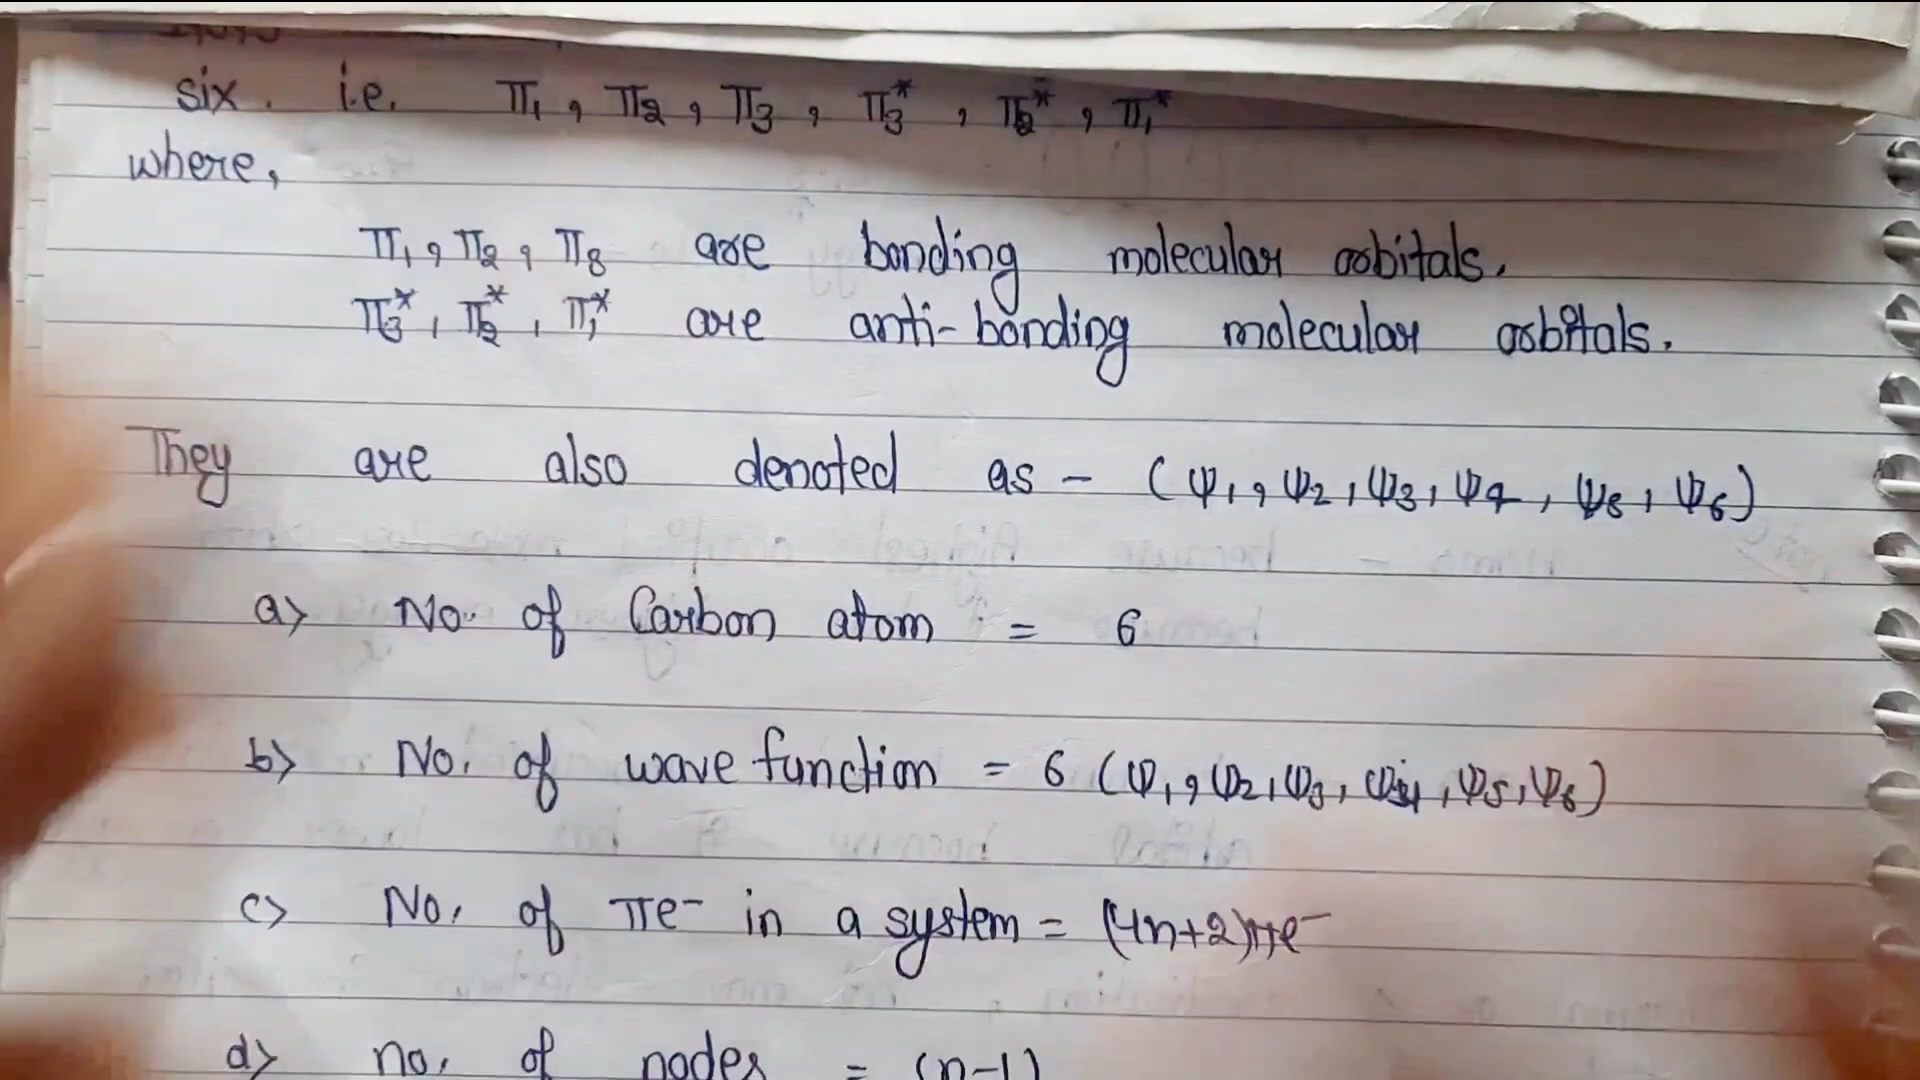 six. i.e. π₁, π₂, π₃, π₃*, π₂*, π₁*
where,
π₁, π₂, π₃ are bonding molecular orbitals.
π₃*, π₂*, π₁* are anti-bonding molecular orbitals.
They are also denoted as - (ψ₁, ψ₂, ψ₃, ψ₄, ψ₅, ψ₆)
a) No. of Carbon atom = 6
b) No. of wave function = 6 (ψ₁, ψ₂, ψ₃, ψ₄, ψ₅, ψ₆)
c) No. of πe⁻ in a system = (4n+2)πe⁻
d) no. of nodes = (n-1)